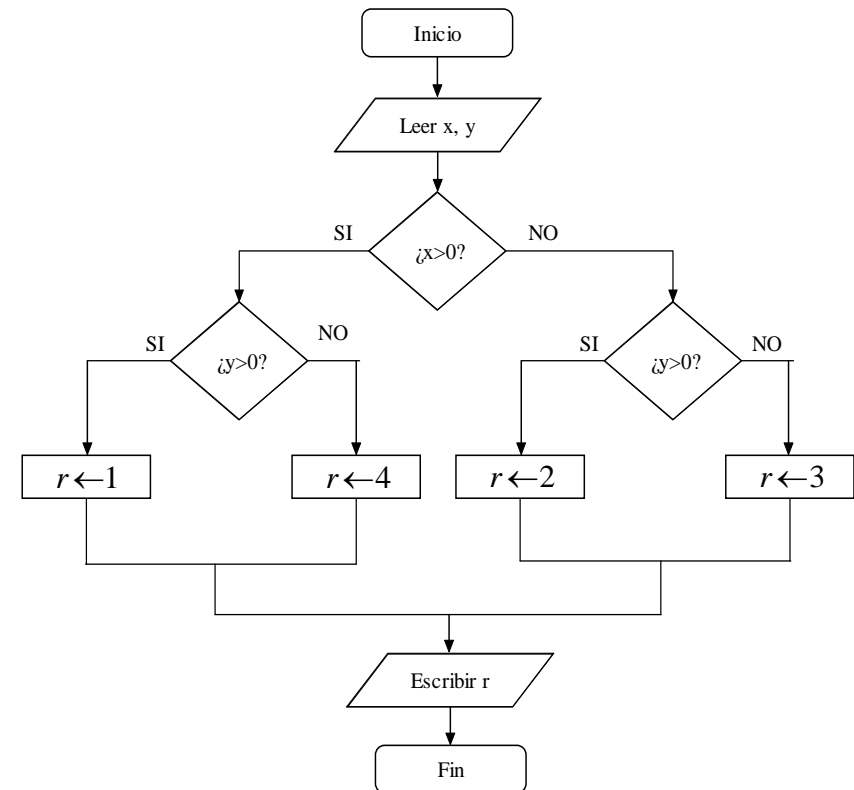 Inicio
Leer x, y
SI
¿x>0?
NO
SI
¿y>0?
NO
SI
¿y>0?
NO
r←1
r←4
r←2
r←3
Escribir r
Fin